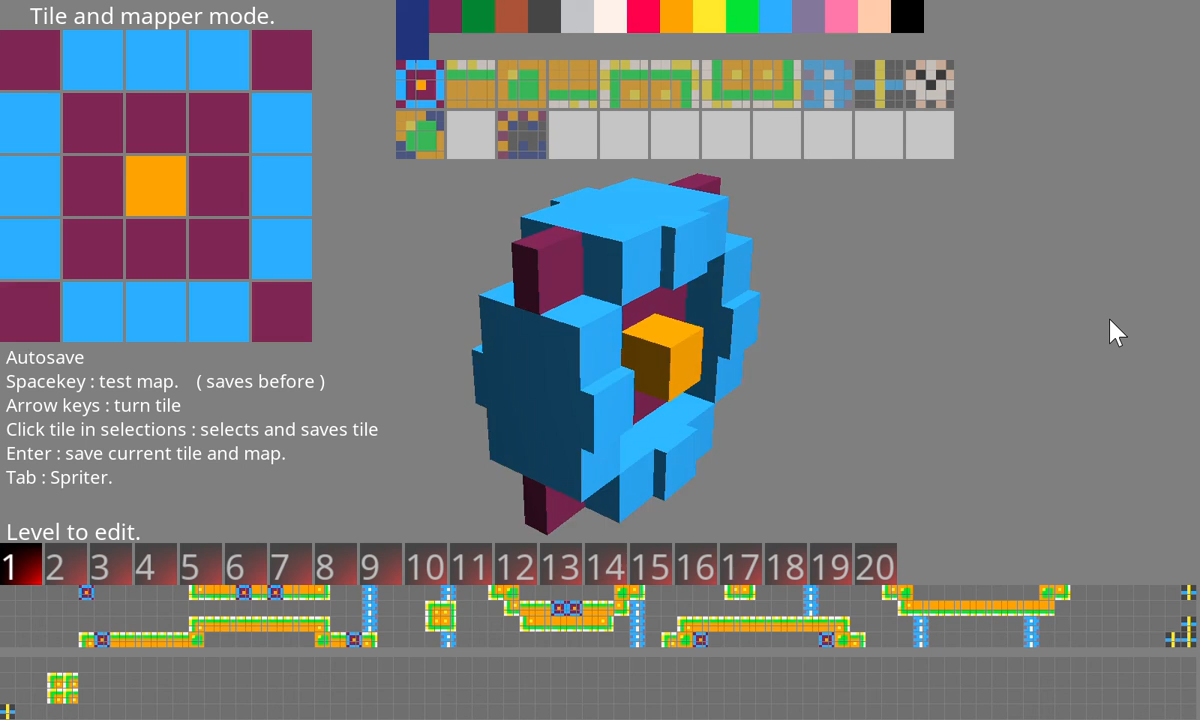 Tile and mapper mode.
Autosave
Spacekey : test map.    ( saves before )
Arrow keys : turn tile
Click tile in selections : selects and saves tile
Enter : save current tile and map.
Tab : Spriter.
Level to edit.
1 2 3 4 5 6 7 8 9 10 11 12 13 14 15 16 17 18 19 20